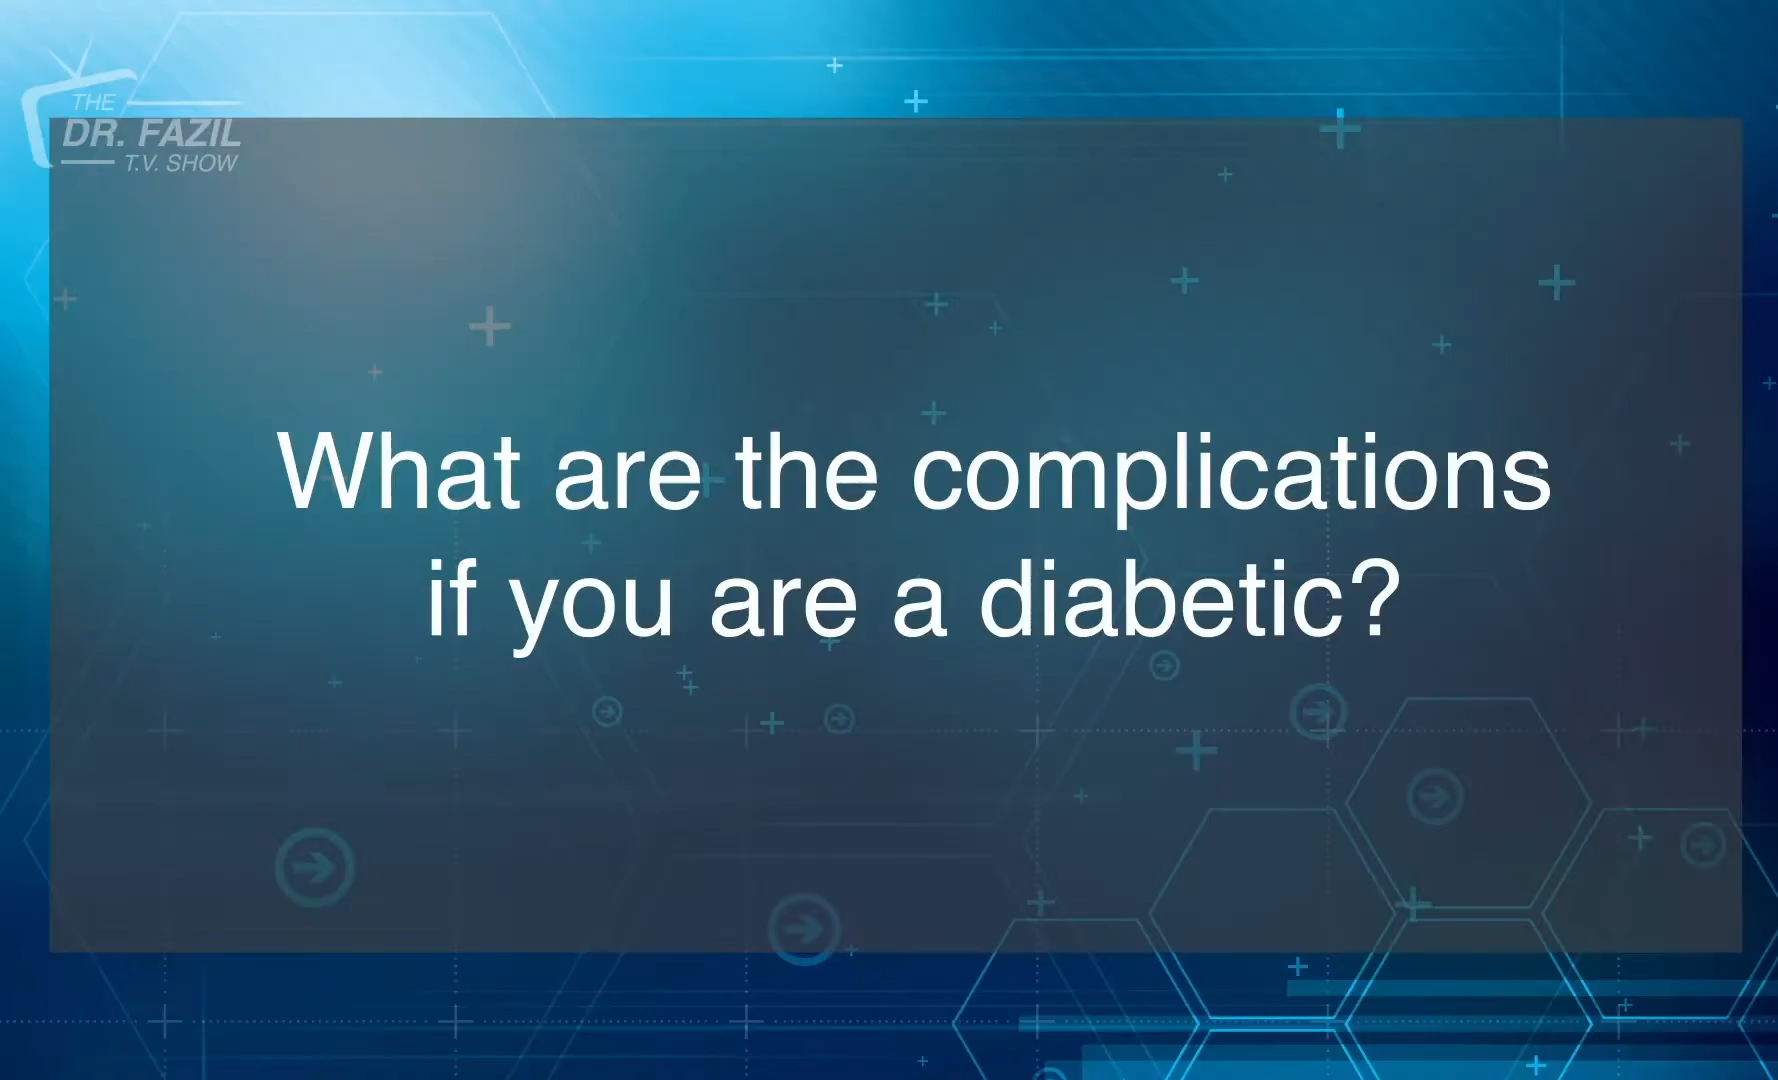 THE
DR. FAZIL
T.V. SHOW
What are the complications
if you are a diabetic?